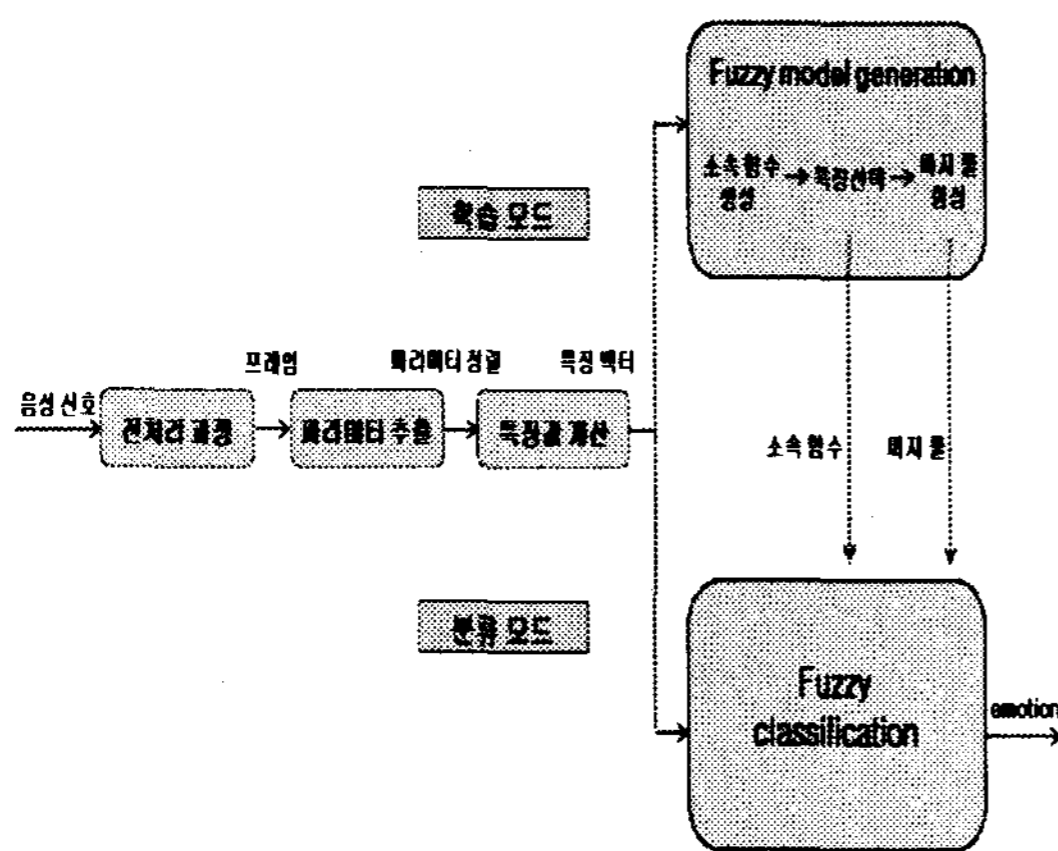 Fuzzy model generation
소속 함수
생성
→ 특징선택 →
퍼지 룰
형성
학습 모드
프레임
파라미터 정렬
특징 벡터
음성 신호
전처리 과정
파라미터 추출
특징값 계산
소속 함수
퍼지 룰
분류 모드
Fuzzy
classification
emotion